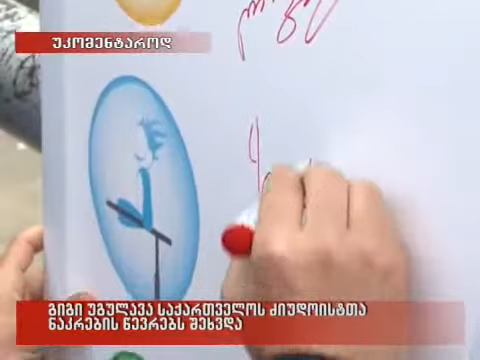 უკომენტაროდ
გიგი უგულავა საქართველოს ძიუდოისტთა
ნაკრების წევრებს შეხვდა